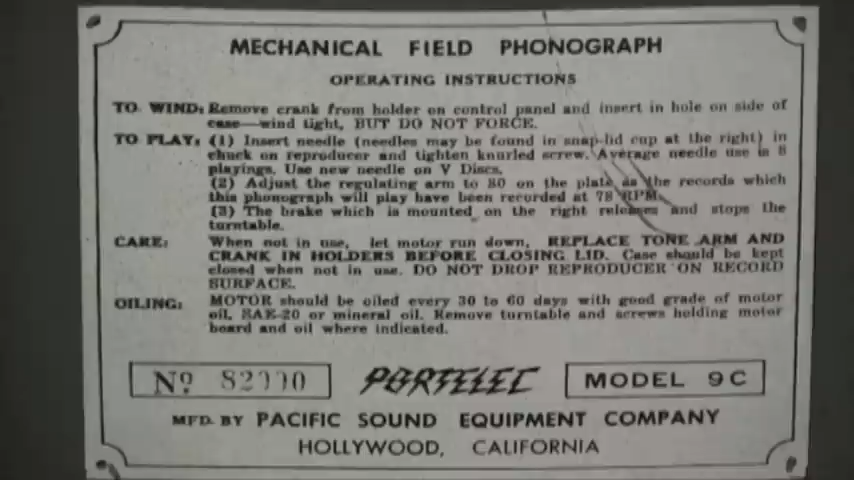 MECHANICAL FIELD PHONOGRAPH
OPERATING INSTRUCTIONS
TO WIND: Remove crank from holder on control panel and insert in hole on side of
case—wind tight, BUT DO NOT FORCE.
TO PLAY: (1) Insert needle (needles may be found in snap-lid cup at the right) in
chuck on reproducer and tighten knurled screw. Average needle use is 8
playings. Use new needle on V Discs.
(2) Adjust the regulating arm to 80 on the plate as the records which
this phonograph will play have been recorded at 78 RPM.
(3) The brake which is mounted on the right releases and stops the
turntable.
CARE: When not in use, let motor run down, REPLACE TONE ARM AND
CRANK IN HOLDERS BEFORE CLOSING LID. Case should be kept
closed when not in use. DO NOT DROP REPRODUCER ON RECORD
SURFACE.
OILING: MOTOR should be oiled every 30 to 60 days with good grade of motor
oil, SAE-20 or mineral oil. Remove turntable and screws holding motor
board and oil where indicated.
Nº PORTELEC MODEL 9C
MFD. BY PACIFIC SOUND EQUIPMENT COMPANY
HOLLYWOOD, CALIFORNIA